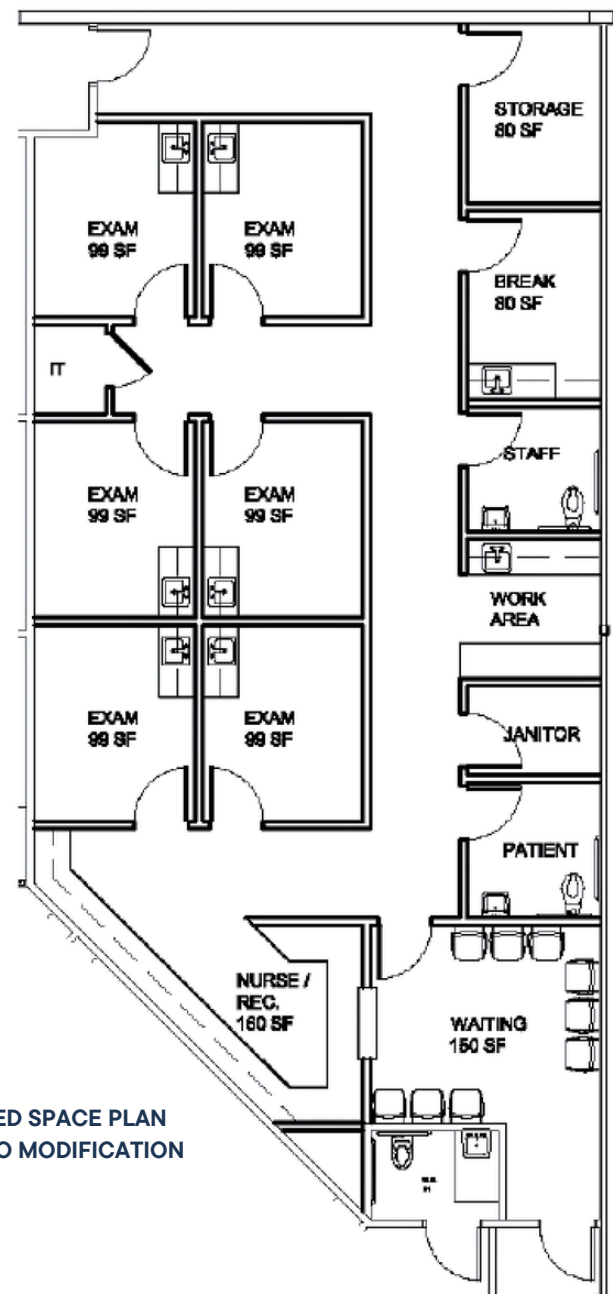 STORAGE
80 SF
EXAM
99 SF
EXAM
99 SF
BREAK
80 SF
IT
STAFF
EXAM
99 SF
EXAM
99 SF
WORK
AREA
EXAM
99 SF
EXAM
99 SF
JANITOR
PATIENT
NURSE /
REC.
160 SF
WAITING
150 SF
ED SPACE PLAN
O MODIFICATION